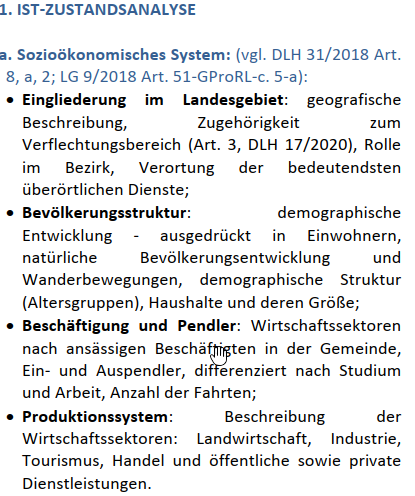 1. IST-ZUSTANDSANALYSE
a. Sozioökonomisches System: (vgl. DLH 31/2018 Art.
8, a, 2; LG 9/2018 Art. 51-GProRL-c. 5-a):
• Eingliederung im Landesgebiet: geografische
Beschreibung, Zugehörigkeit zum
Verflechtungsbereich (Art. 3, DLH 17/2020), Rolle
im Bezirk, Verortung der bedeutendsten
überörtlichen Dienste;
• Bevölkerungsstruktur: demographische
Entwicklung - ausgedrückt in Einwohnern,
natürliche Bevölkerungsentwicklung und
Wanderbewegungen, demographische Struktur
(Altersgruppen), Haushalte und deren Größe;
• Beschäftigung und Pendler: Wirtschaftssektoren
nach ansässigen Beschäftigten in der Gemeinde,
Ein- und Auspendler, differenziert nach Studium
und Arbeit, Anzahl der Fahrten;
• Produktionssystem: Beschreibung der
Wirtschaftssektoren: Landwirtschaft, Industrie,
Tourismus, Handel und öffentliche sowie private
Dienstleistungen.